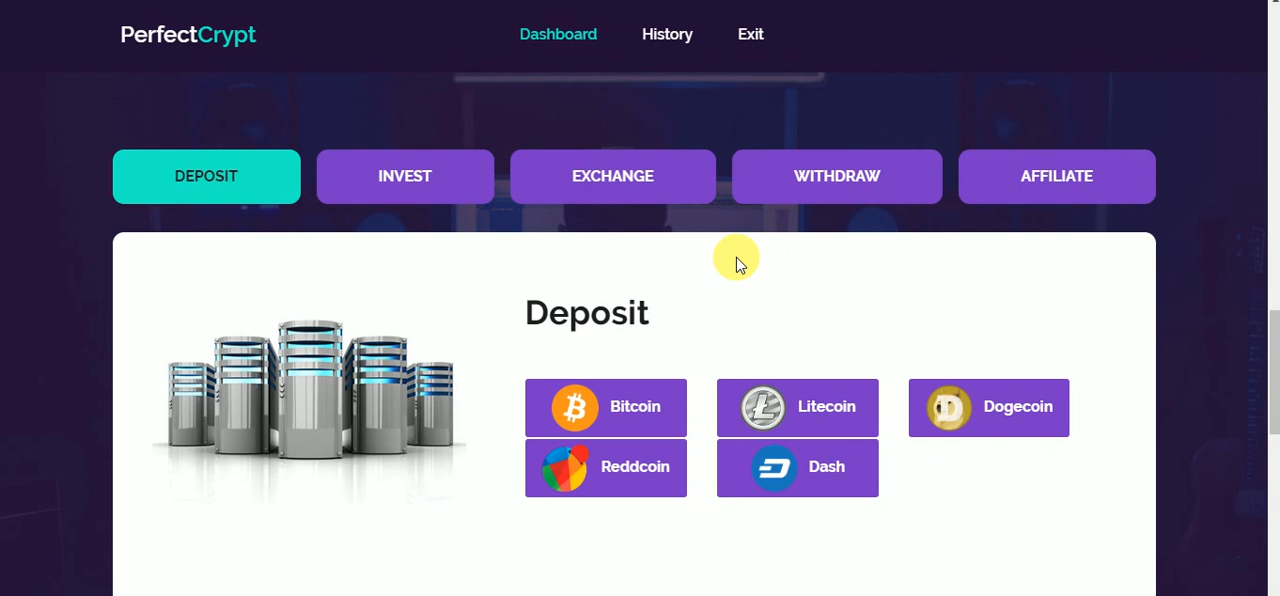 PerfectCrypt Dashboard History Exit
DEPOSIT INVEST EXCHANGE WITHDRAW AFFILIATE
Deposit
Bitcoin Litecoin Dogecoin
Reddcoin Dash